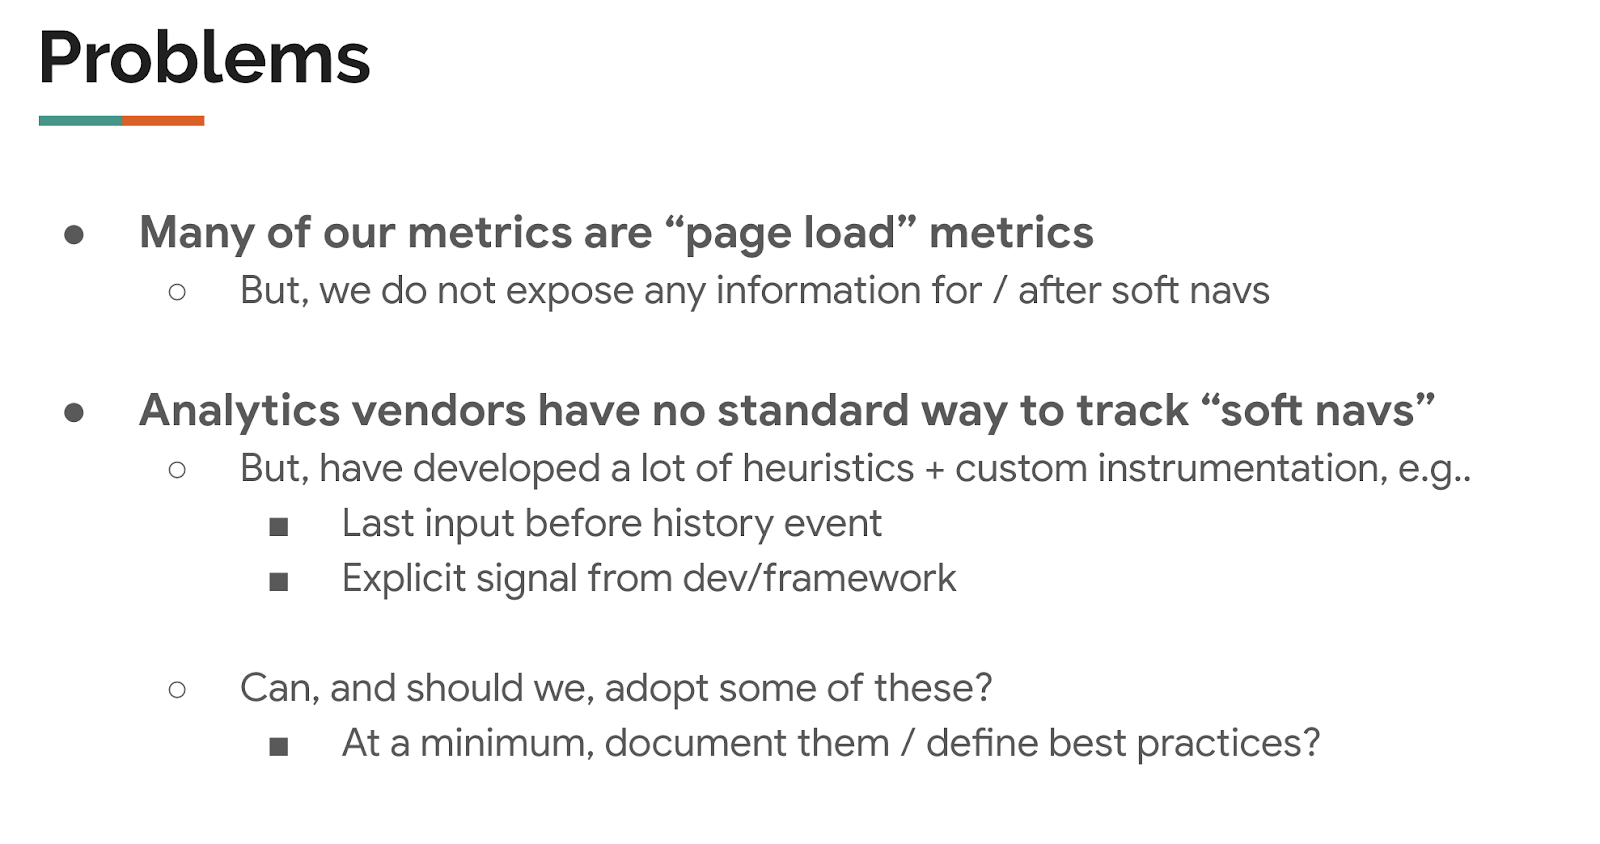 Problems
● Many of our metrics are “page load” metrics
○ But, we do not expose any information for / after soft navs
● Analytics vendors have no standard way to track “soft navs”
○ But, have developed a lot of heuristics + custom instrumentation, e.g..
■ Last input before history event
■ Explicit signal from dev/framework
○ Can, and should we, adopt some of these?
■ At a minimum, document them / define best practices?